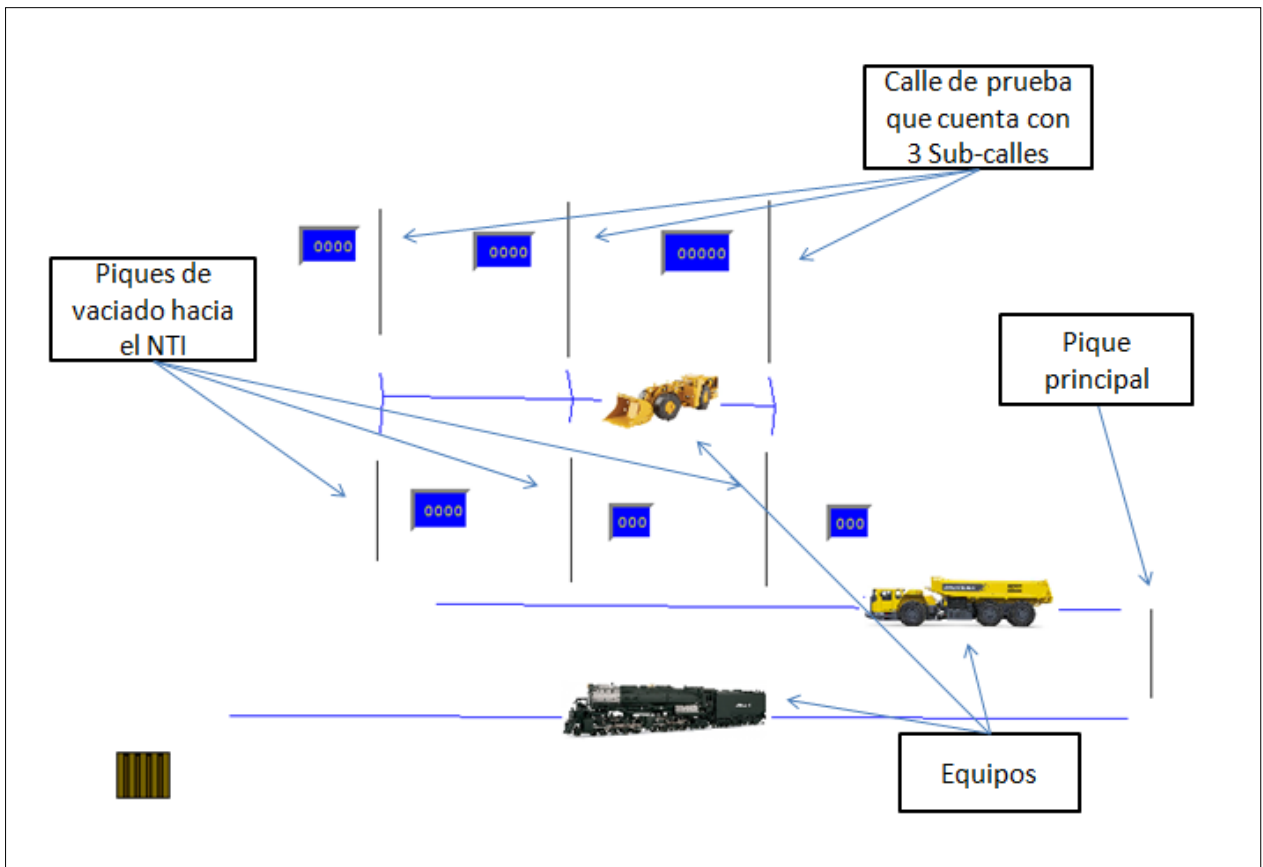 Calle de prueba
que cuenta con
3 Sub-calles
0000
0000
00000
Piques de
vaciado hacia
el NTI
Pique
principal
0000
000
000
Equipos